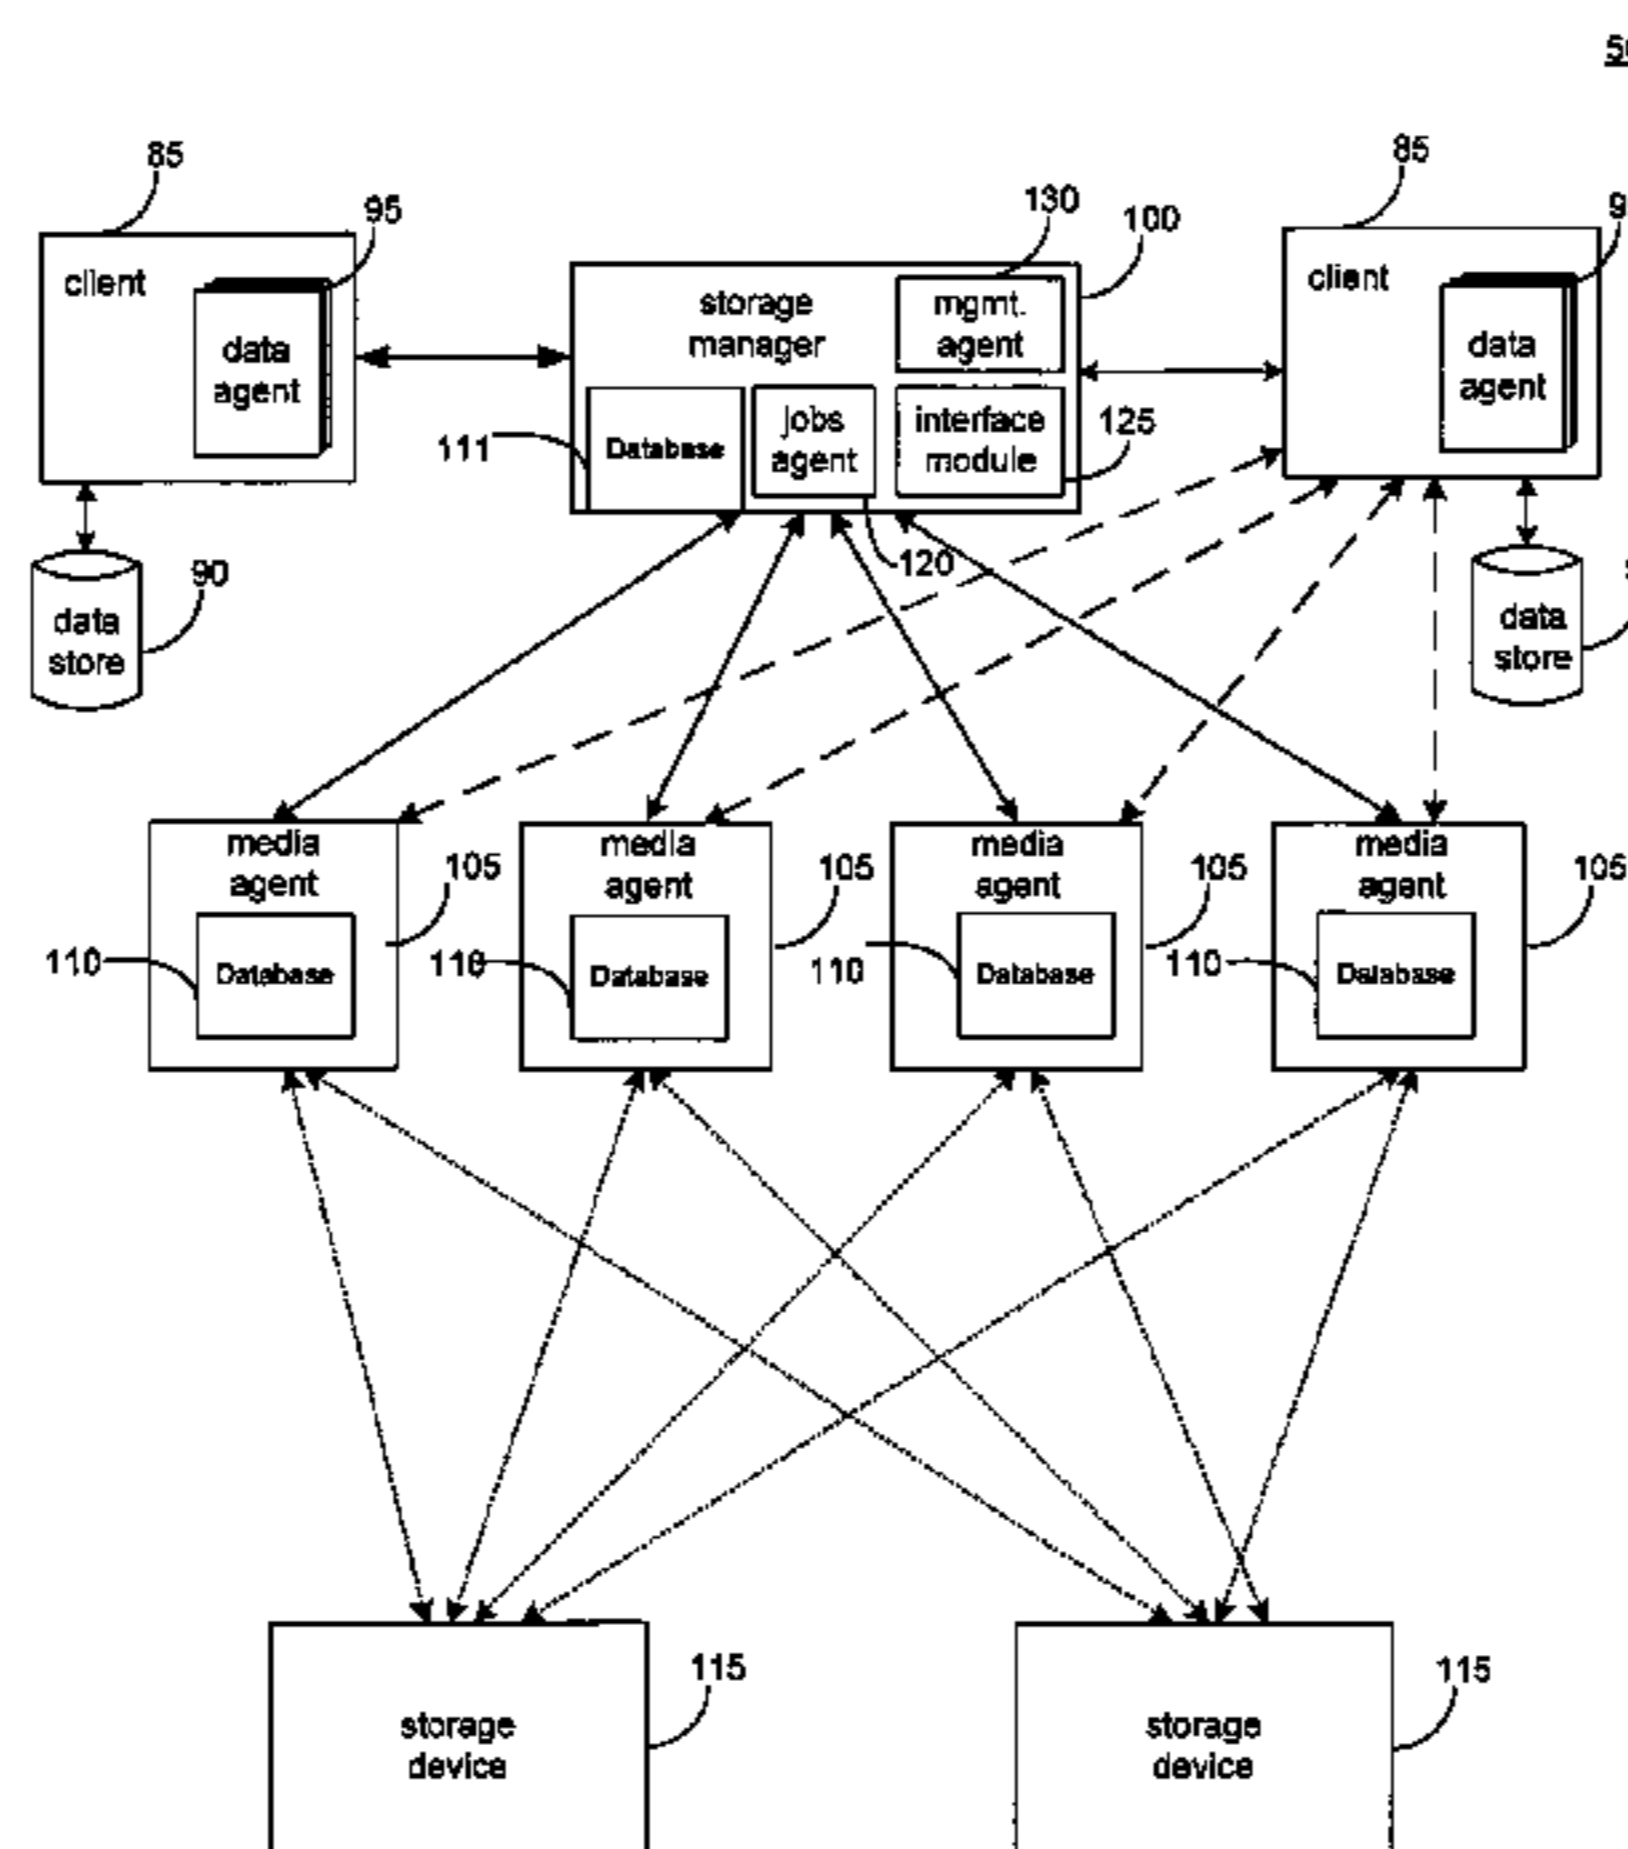 85
95
client
data
agent
90
data
store
130
100
storage
manager
mgmt.
agent
111
Database
jobs
agent
interface
module
125
120
85
client
data
agent
data
store
media
agent
105
110
Database
media
agent
105
110
Database
media
agent
105
110
Database
media
agent
105
110
Database
storage
device
115
storage
device
115